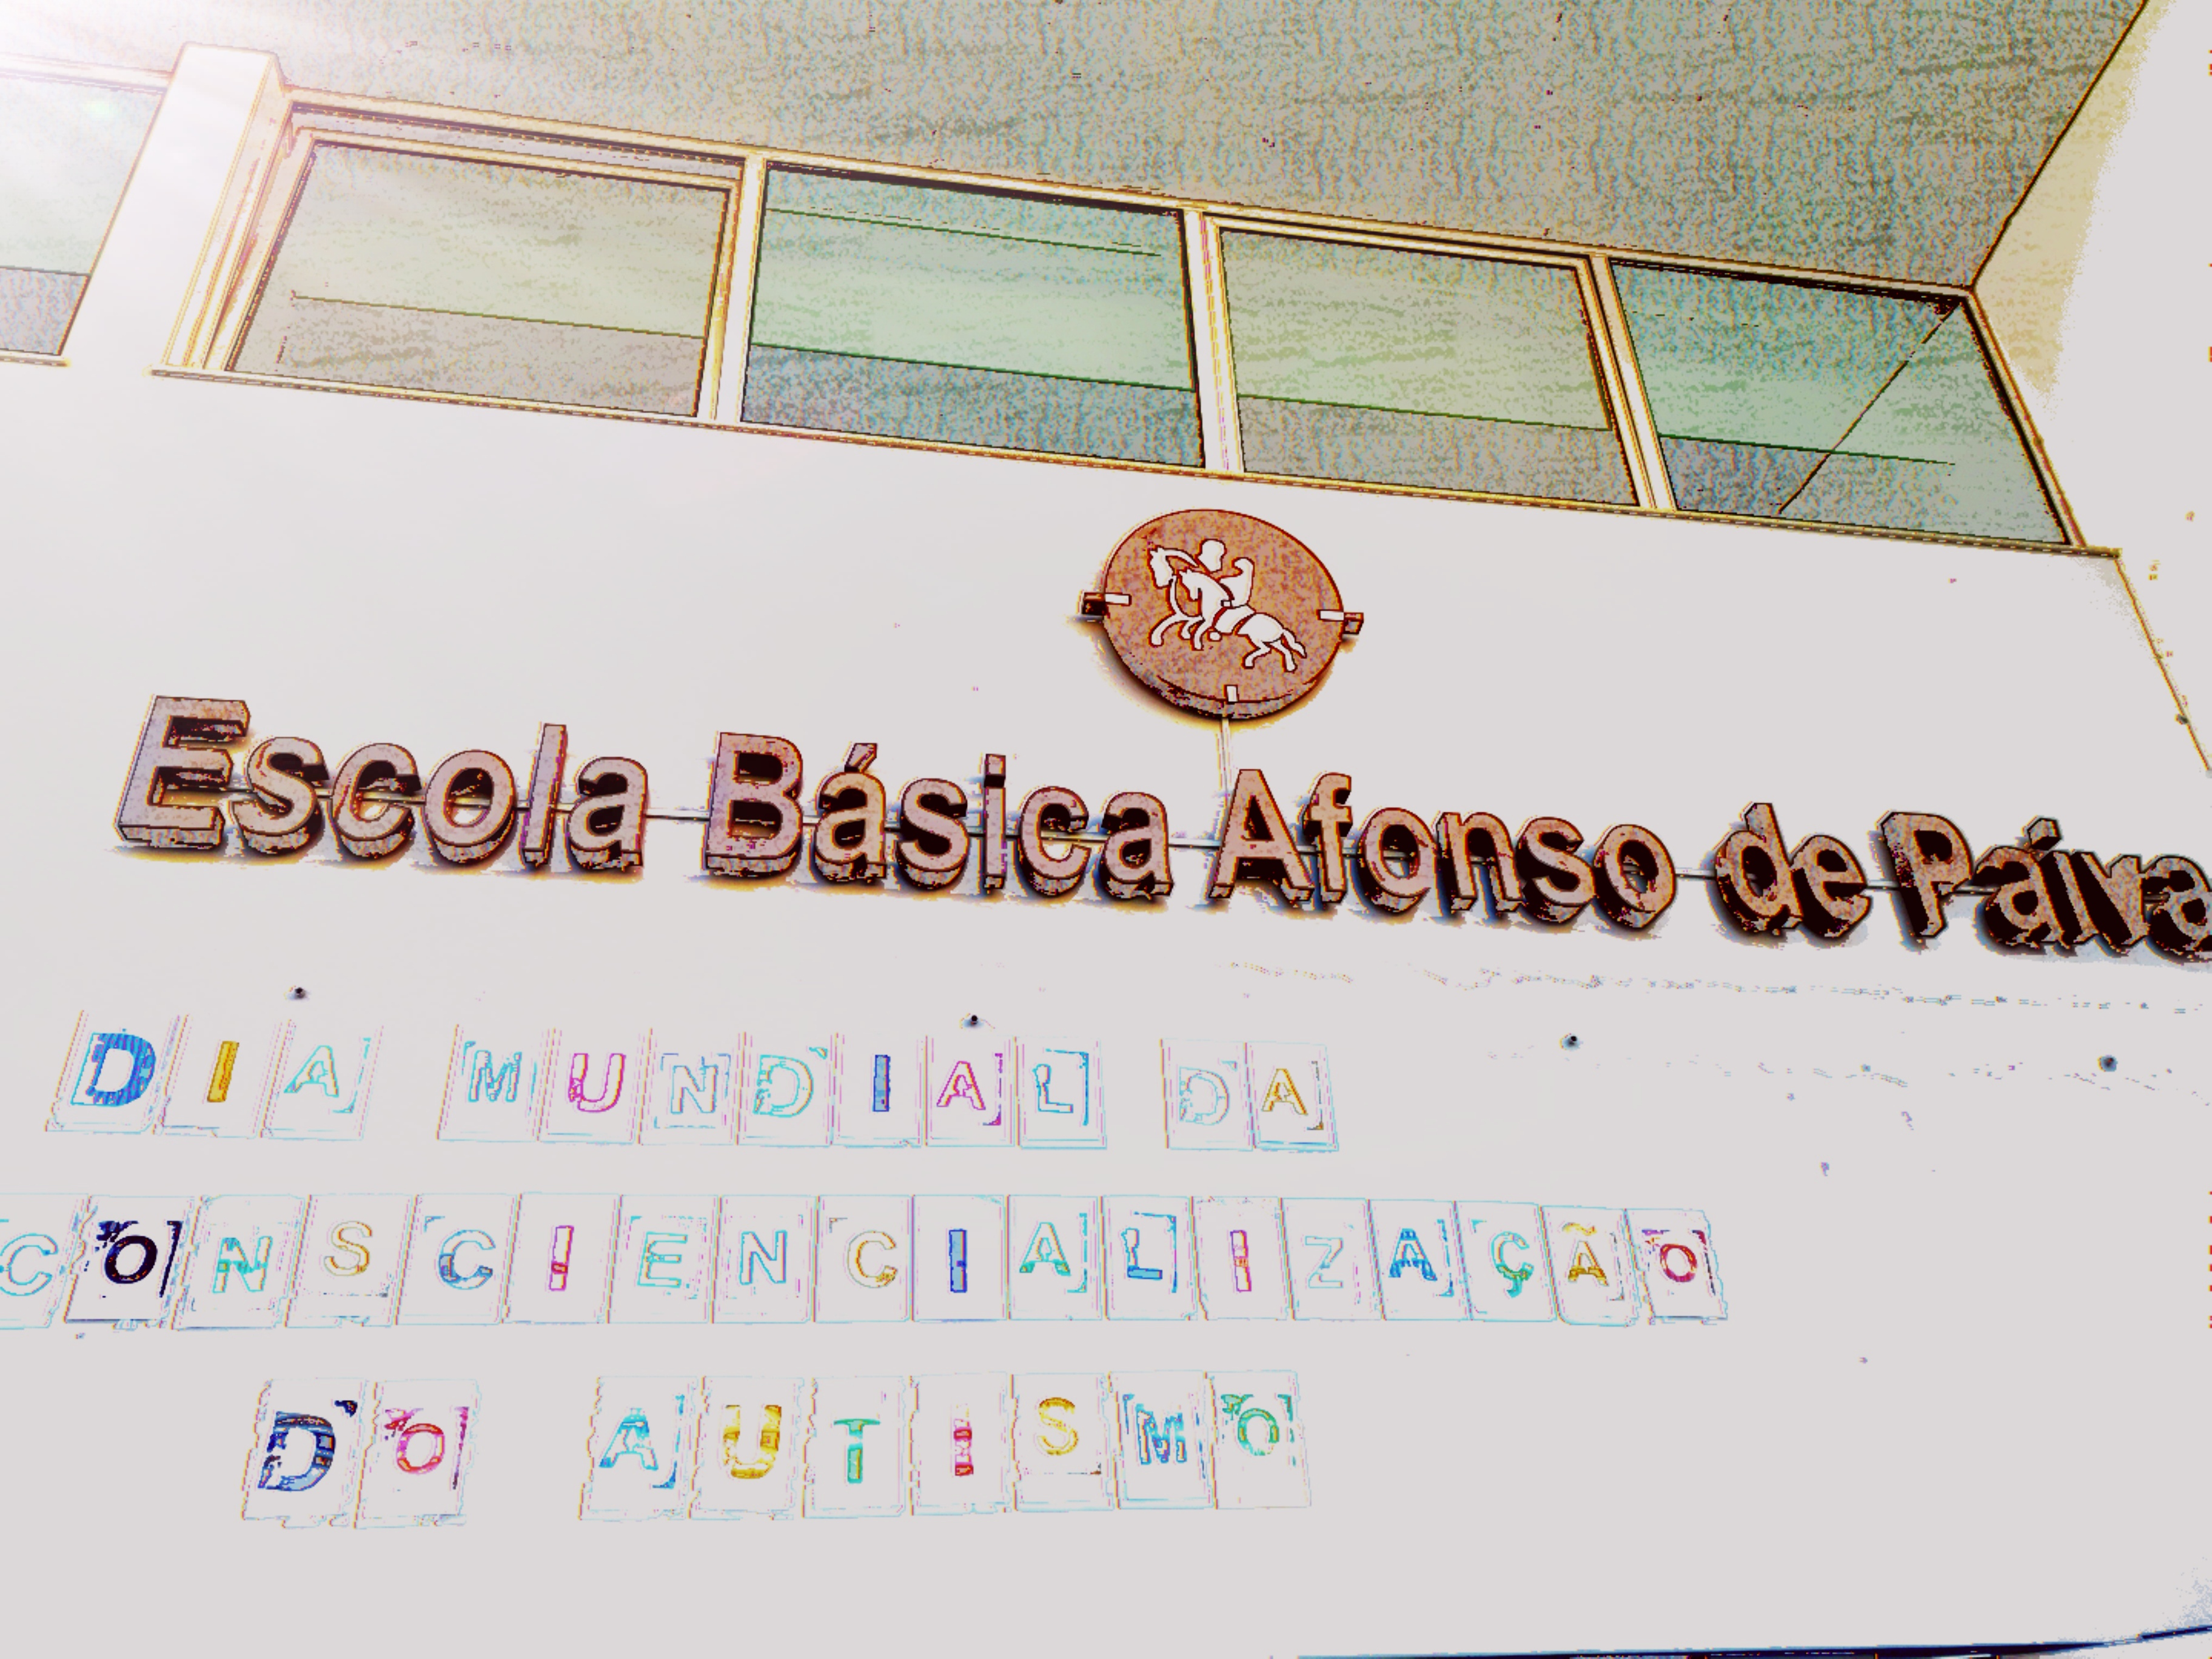 Escola Básica Afonso de Paiva
DIA MUNDIAL DA
CONSCIENCIALIZAÇÃO
DO AUTISMO